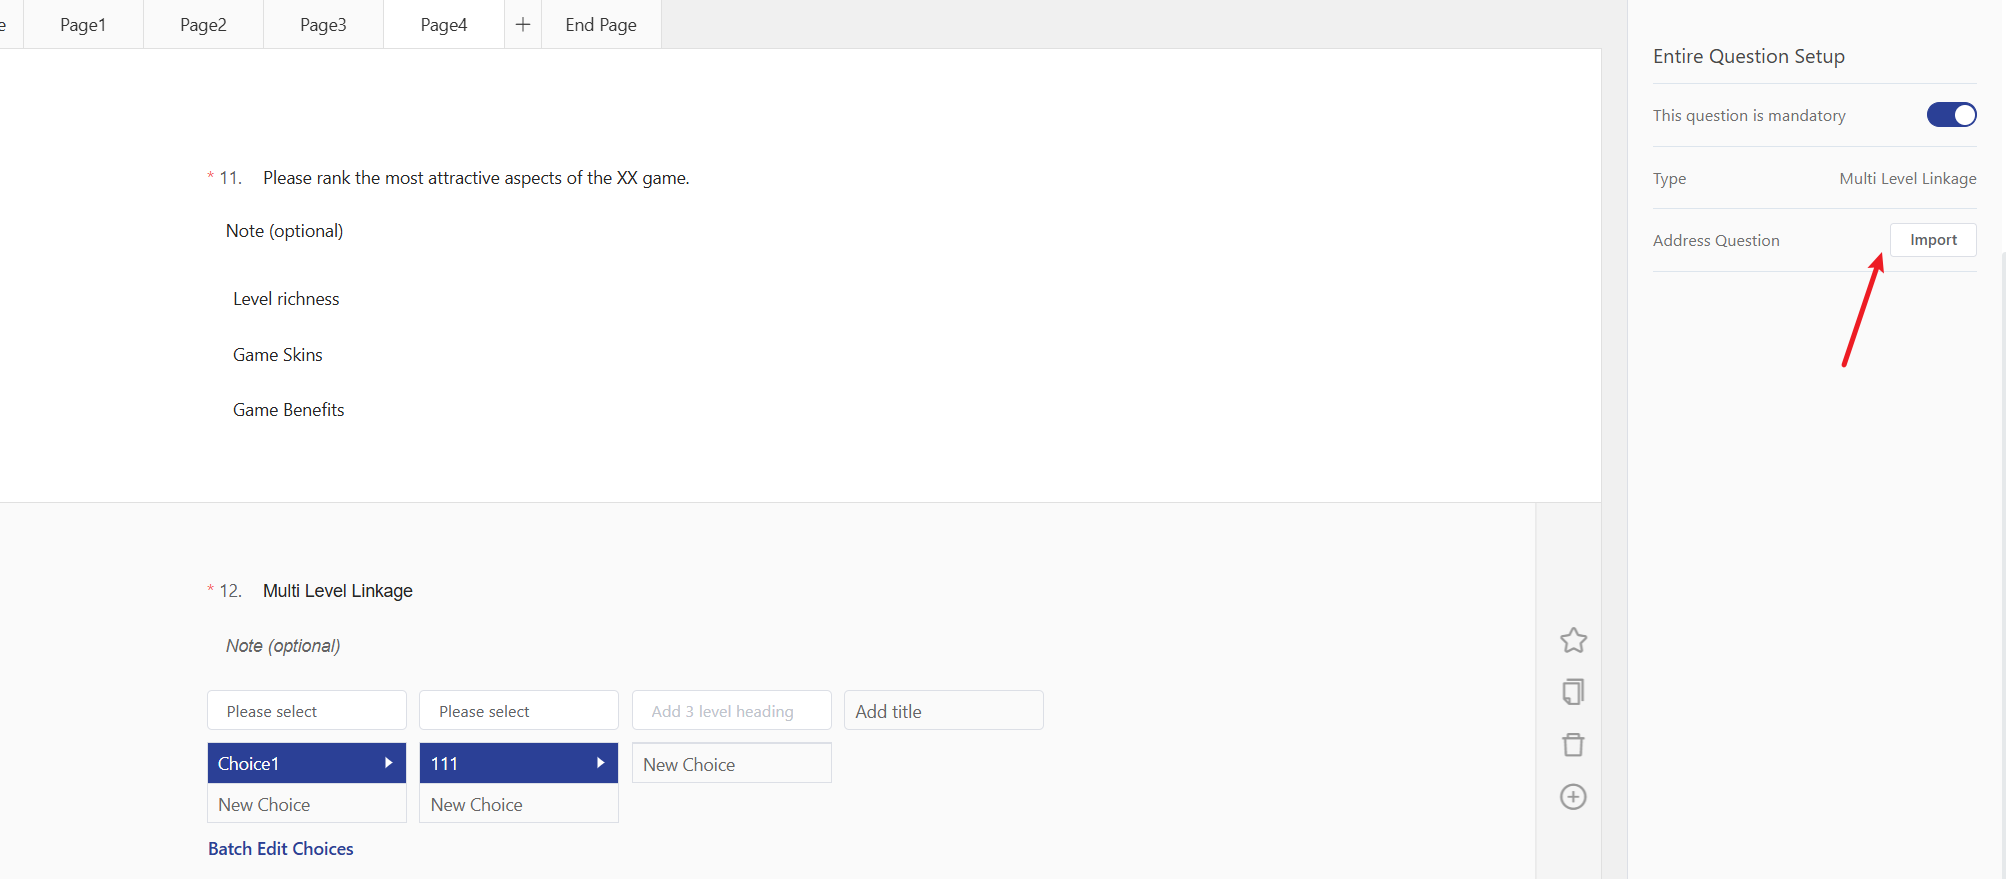 e Page1 Page2 Page3 Page4 End Page
* 11. Please rank the most attractive aspects of the XX game.
Note (optional)
Level richness
Game Skins
Game Benefits
* 12. Multi Level Linkage
Note (optional)
Please select Please select Add 3 level heading Add title
Choice1 111 New Choice
New Choice New Choice
Batch Edit Choices
Entire Question Setup
This question is mandatory
Type Multi Level Linkage
Address Question Import